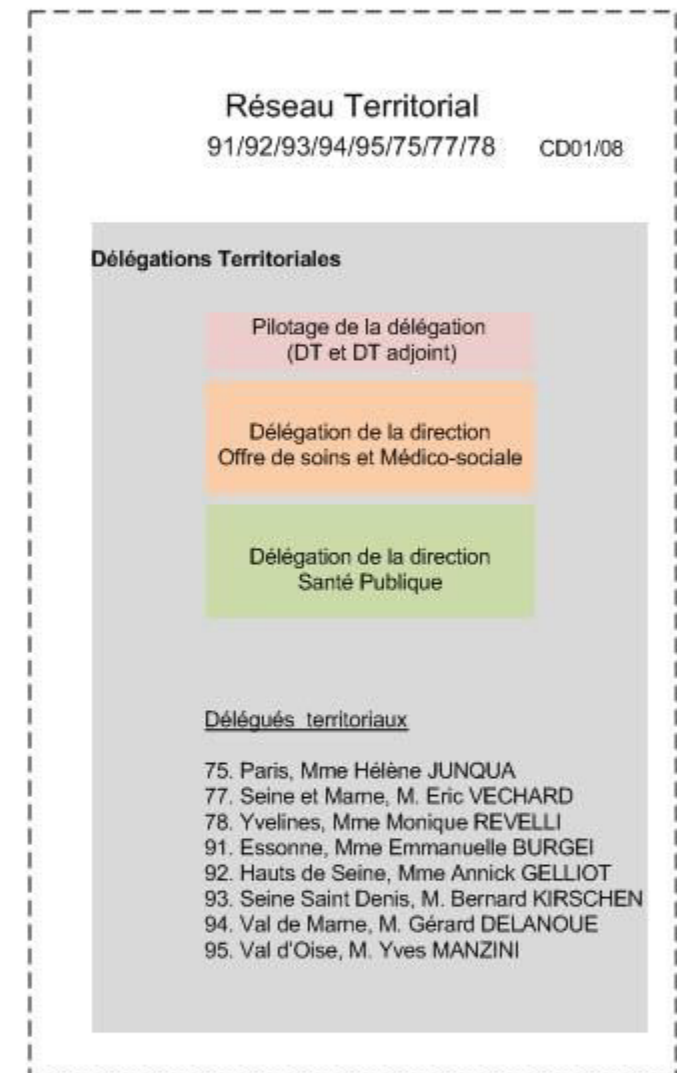 Réseau Territorial
91/92/93/94/95/75/77/78 CD01/08
Délégations Territoriales
Pilotage de la délégation
(DT et DT adjoint)
Délégation de la direction
Offre de soins et Médico-sociale
Délégation de la direction
Santé Publique
Délégués territoriaux
75. Paris, Mme Hélène JUNQUA
77. Seine et Marne, M. Eric VECHARD
78. Yvelines, Mme Monique REVELLI
91. Essonne, Mme Emmanuelle BURGEI
92. Hauts de Seine, Mme Annick GELLIOT
93. Seine Saint Denis, M. Bernard KIRSCHEN
94. Val de Marne, M. Gérard DELANOUE
95. Val d'Oise, M. Yves MANZINI